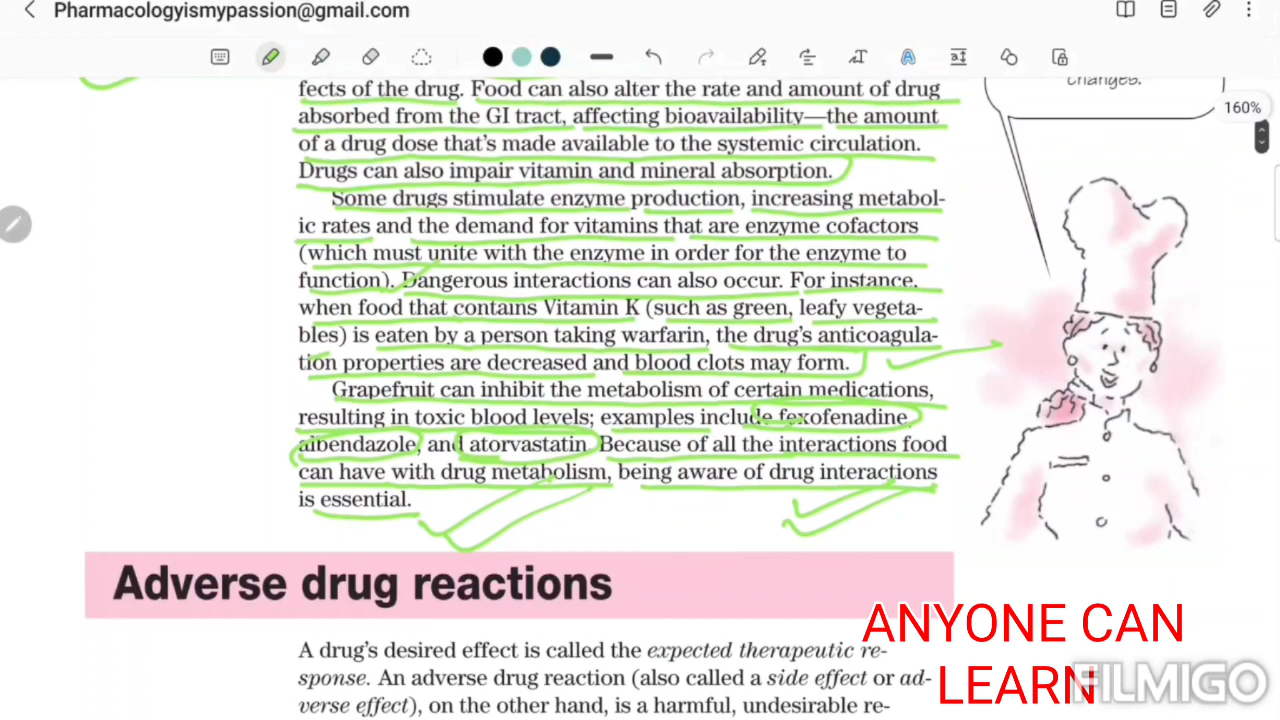 Pharmacologyismypassion@gmail.com
changes.
160%
fects of the drug. Food can also alter the rate and amount of drug
absorbed from the GI tract, affecting bioavailability—the amount
of a drug dose that's made available to the systemic circulation.
Drugs can also impair vitamin and mineral absorption.
Some drugs stimulate enzyme production, increasing metabol-
ic rates and the demand for vitamins that are enzyme cofactors
(which must unite with the enzyme in order for the enzyme to
function). Dangerous interactions can also occur. For instance,
when food that contains Vitamin K (such as green, leafy vegeta-
bles) is eaten by a person taking warfarin, the drug's anticoagula-
tion properties are decreased and blood clots may form.
Grapefruit can inhibit the metabolism of certain medications,
resulting in toxic blood levels; examples include fexofenadine,
albendazole, and atorvastatin. Because of all the interactions food
can have with drug metabolism, being aware of drug interactions
is essential.
Adverse drug reactions
A drug's desired effect is called the expected therapeutic re-
sponse. An adverse drug reaction (also called a side effect or ad-
verse effect), on the other hand, is a harmful, undesirable re-
ANYONE CAN
LEARN
FILMIGO